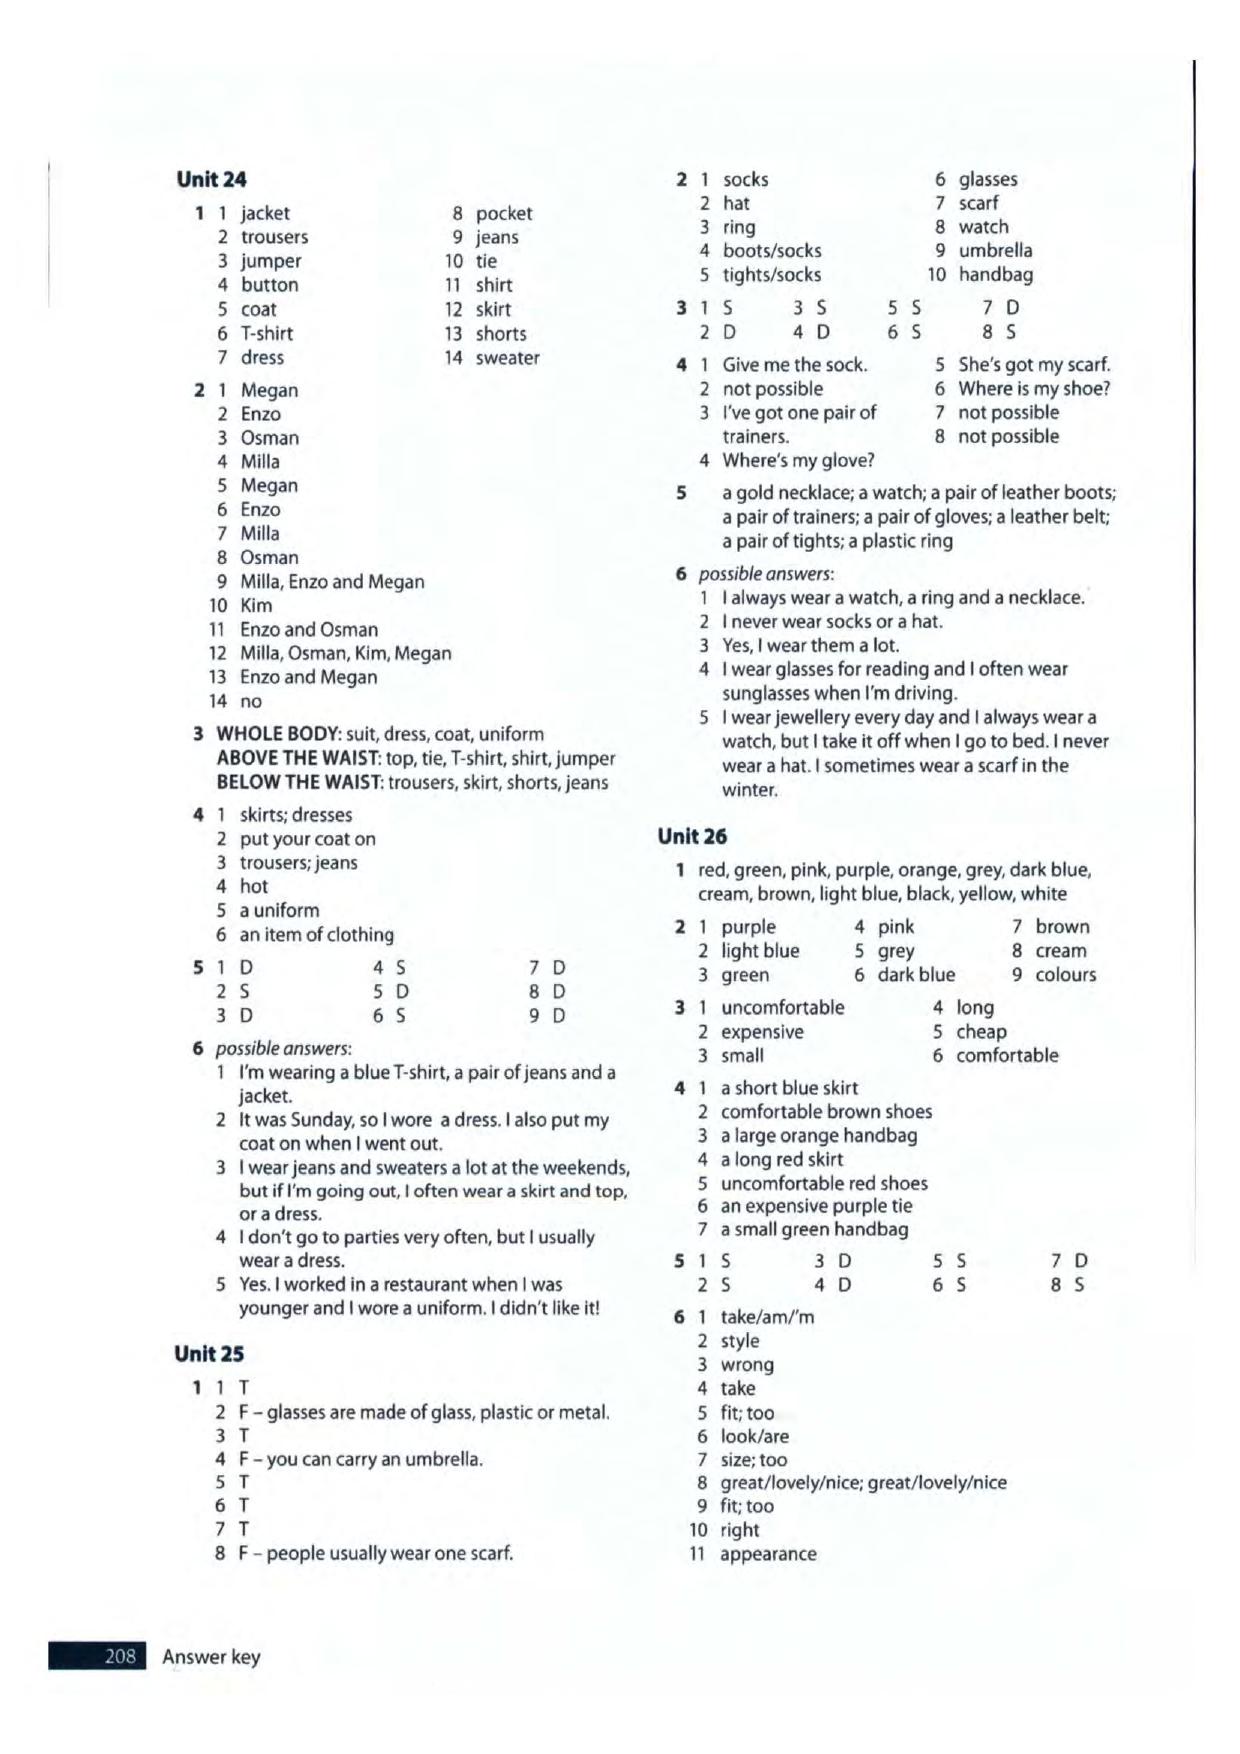 Unit 24
1 1 jacket 8 pocket
2 trousers 9 jeans
3 jumper 10 tie
4 button 11 shirt
5 coat 12 skirt
6 T-shirt 13 shorts
7 dress 14 sweater
2 1 Megan
2 Enzo
3 Osman
4 Milla
5 Megan
6 Enzo
7 Milla
8 Osman
9 Milla, Enzo and Megan
10 Kim
11 Enzo and Osman
12 Milla, Osman, Kim, Megan
13 Enzo and Megan
14 no
3 WHOLE BODY: suit, dress, coat, uniform
ABOVE THE WAIST: top, tie, T-shirt, shirt, jumper
BELOW THE WAIST: trousers, skirt, shorts, jeans
4 1 skirts; dresses
2 put your coat on
3 trousers; jeans
4 hot
5 a uniform
6 an item of clothing
5 1 D 4 S 7 D
2 S 5 D 8 D
3 D 6 S 9 D
6 possible answers:
1 I'm wearing a blue T-shirt, a pair of jeans and a
jacket.
2 It was Sunday, so I wore a dress. I also put my
coat on when I went out.
3 I wear jeans and sweaters a lot at the weekends,
but if I'm going out, I often wear a skirt and top,
or a dress.
4 I don't go to parties very often, but I usually
wear a dress.
5 Yes. I worked in a restaurant when I was
younger and I wore a uniform. I didn't like it!
Unit 25
1 1 T
2 F – glasses are made of glass, plastic or metal.
3 T
4 F – you can carry an umbrella.
5 T
6 T
7 T
8 F – people usually wear one scarf.
2 1 socks 6 glasses
2 hat 7 scarf
3 ring 8 watch
4 boots/socks 9 umbrella
5 tights/socks 10 handbag
3 1 S 3 S 5 S 7 D
2 D 4 D 6 S 8 S
4 1 Give me the sock. 5 She's got my scarf.
2 not possible 6 Where is my shoe?
3 I've got one pair of 7 not possible
trainers. 8 not possible
4 Where's my glove?
5 a gold necklace; a watch; a pair of leather boots;
a pair of trainers; a pair of gloves; a leather belt;
a pair of tights; a plastic ring
6 possible answers:
1 I always wear a watch, a ring and a necklace.
2 I never wear socks or a hat.
3 Yes, I wear them a lot.
4 I wear glasses for reading and I often wear
sunglasses when I'm driving.
5 I wear jewellery every day and I always wear a
watch, but I take it off when I go to bed. I never
wear a hat. I sometimes wear a scarf in the
winter.
Unit 26
1 red, green, pink, purple, orange, grey, dark blue,
cream, brown, light blue, black, yellow, white
2 1 purple 4 pink 7 brown
2 light blue 5 grey 8 cream
3 green 6 dark blue 9 colours
3 1 uncomfortable 4 long
2 expensive 5 cheap
3 small 6 comfortable
4 1 a short blue skirt
2 comfortable brown shoes
3 a large orange handbag
4 a long red skirt
5 uncomfortable red shoes
6 an expensive purple tie
7 a small green handbag
5 1 S 3 D 5 S 7 D
2 S 4 D 6 S 8 S
6 1 take/am/'m
2 style
3 wrong
4 take
5 fit; too
6 look/are
7 size; too
8 great/lovely/nice; great/lovely/nice
9 fit; too
10 right
11 appearance
208 Answer key